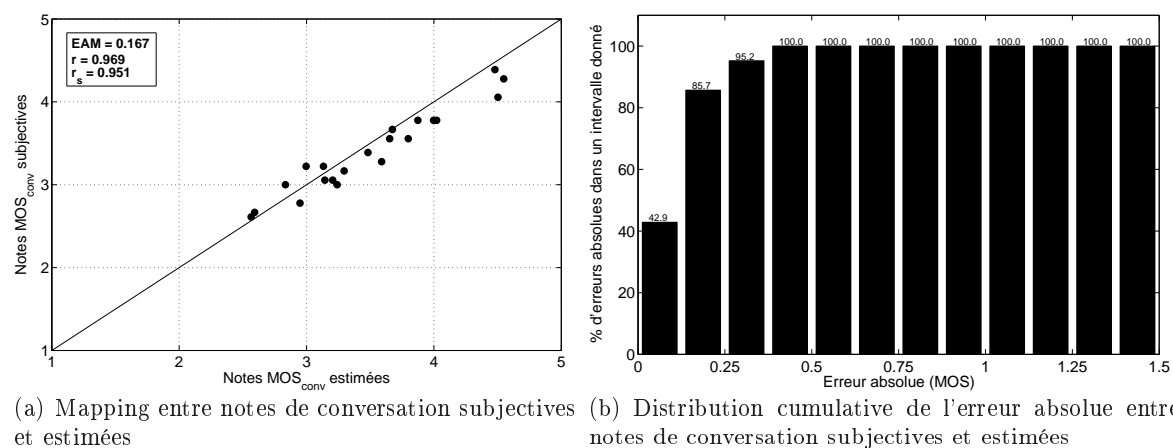 EAM = 0.167
r = 0.969
r_s = 0.951
Notes MOS_conv subjectives
5
4
3
2
1
1 2 3 4 5
Notes MOS_conv estimées
(a) Mapping entre notes de conversation subjectives
et estimées
% d'erreurs absolues dans un intervalle donné
100
80
60
40
20
0
42.9 85.7 95.2 100.0 100.0 100.0 100.0 100.0 100.0 100.0 100.0
0 0.25 0.5 0.75 1 1.25 1.5
Erreur absolue (MOS)
(b) Distribution cumulative de l'erreur absolue entre
notes de conversation subjectives et estimées